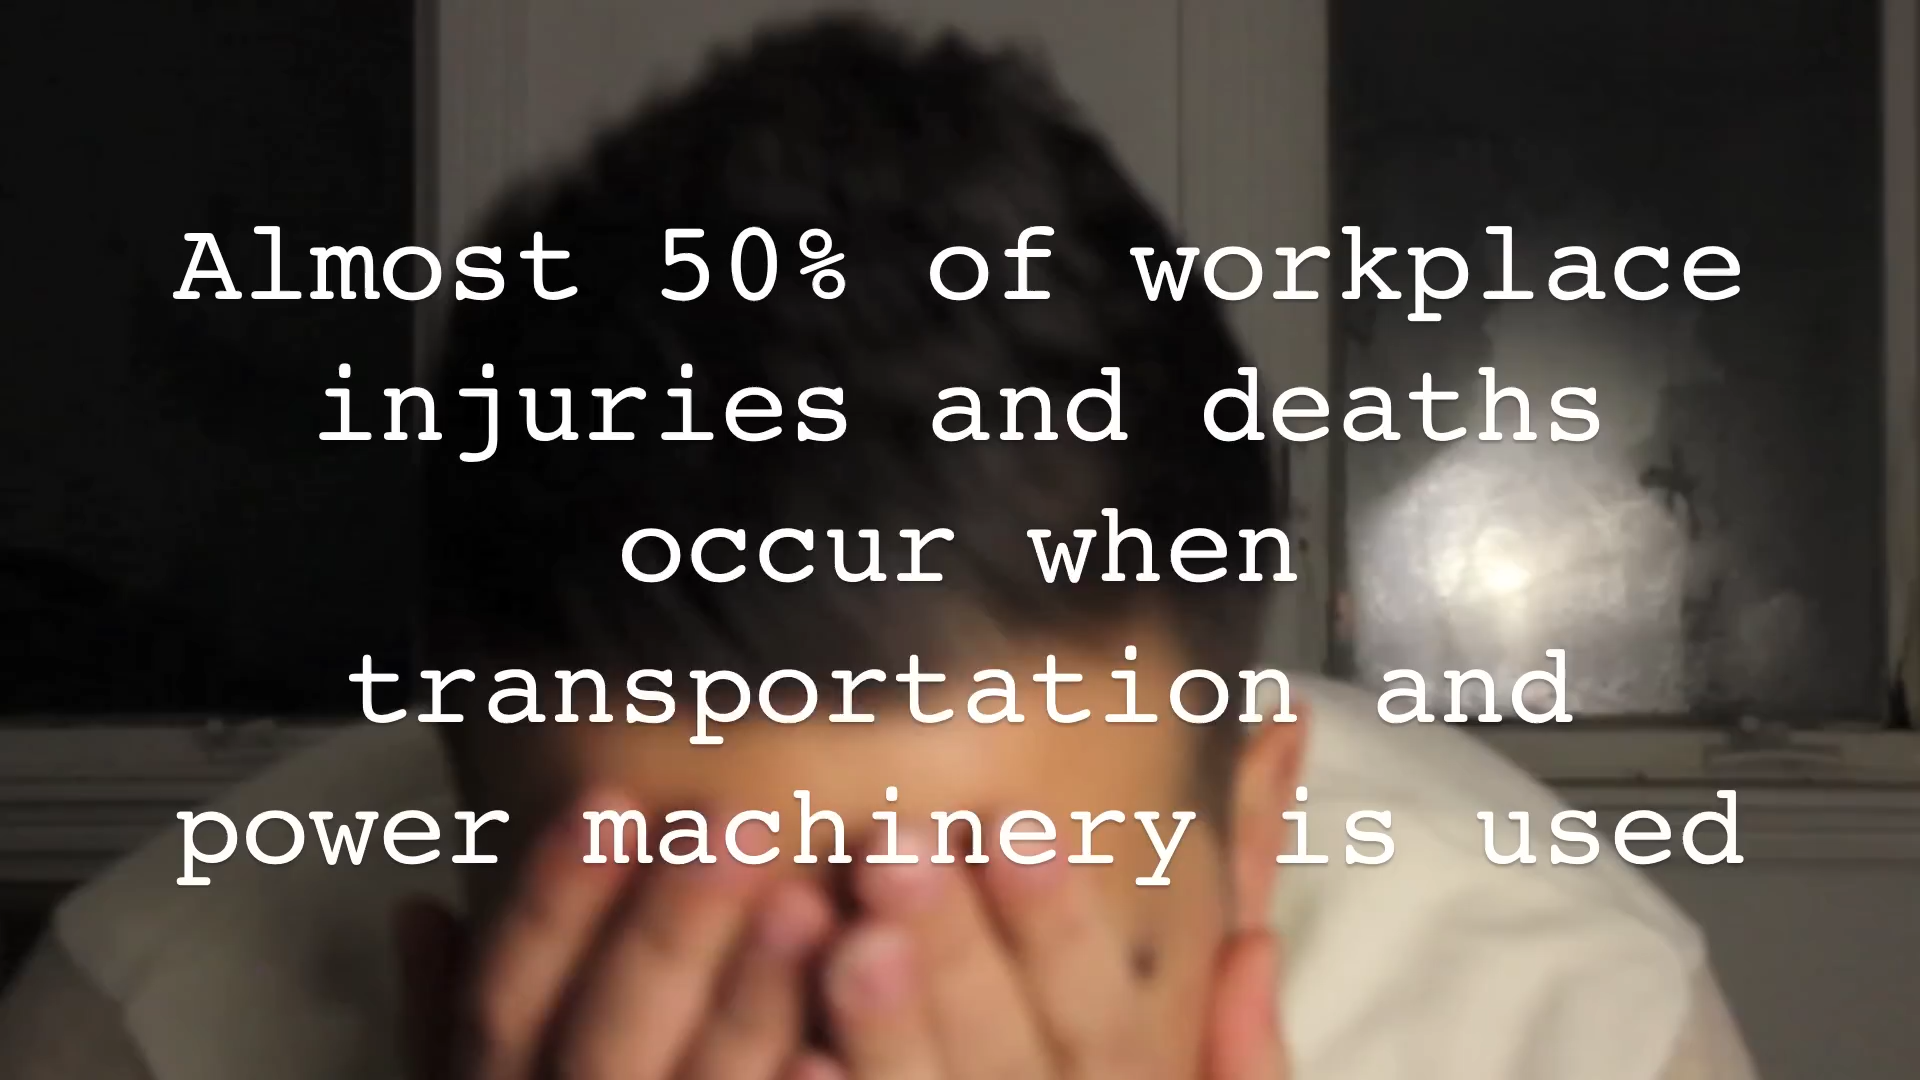 Almost 50% of workplace
injuries and deaths
occur when
transportation and
power machinery is used